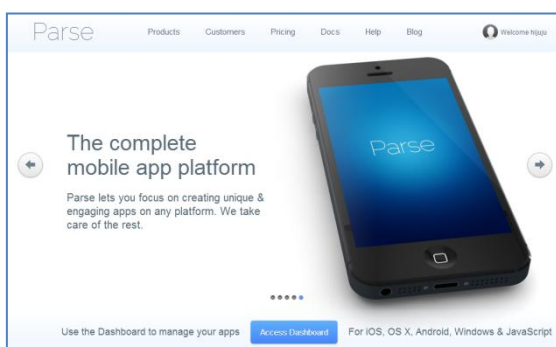 Parse Products Customers Pricing Docs Help Blog Welcome hijuju
The complete
mobile app platform
Parse lets you focus on creating unique &
engaging apps on any platform. We take
care of the rest.
Parse
Use the Dashboard to manage your apps Access Dashboard For iOS, OS X, Android, Windows & JavaScript